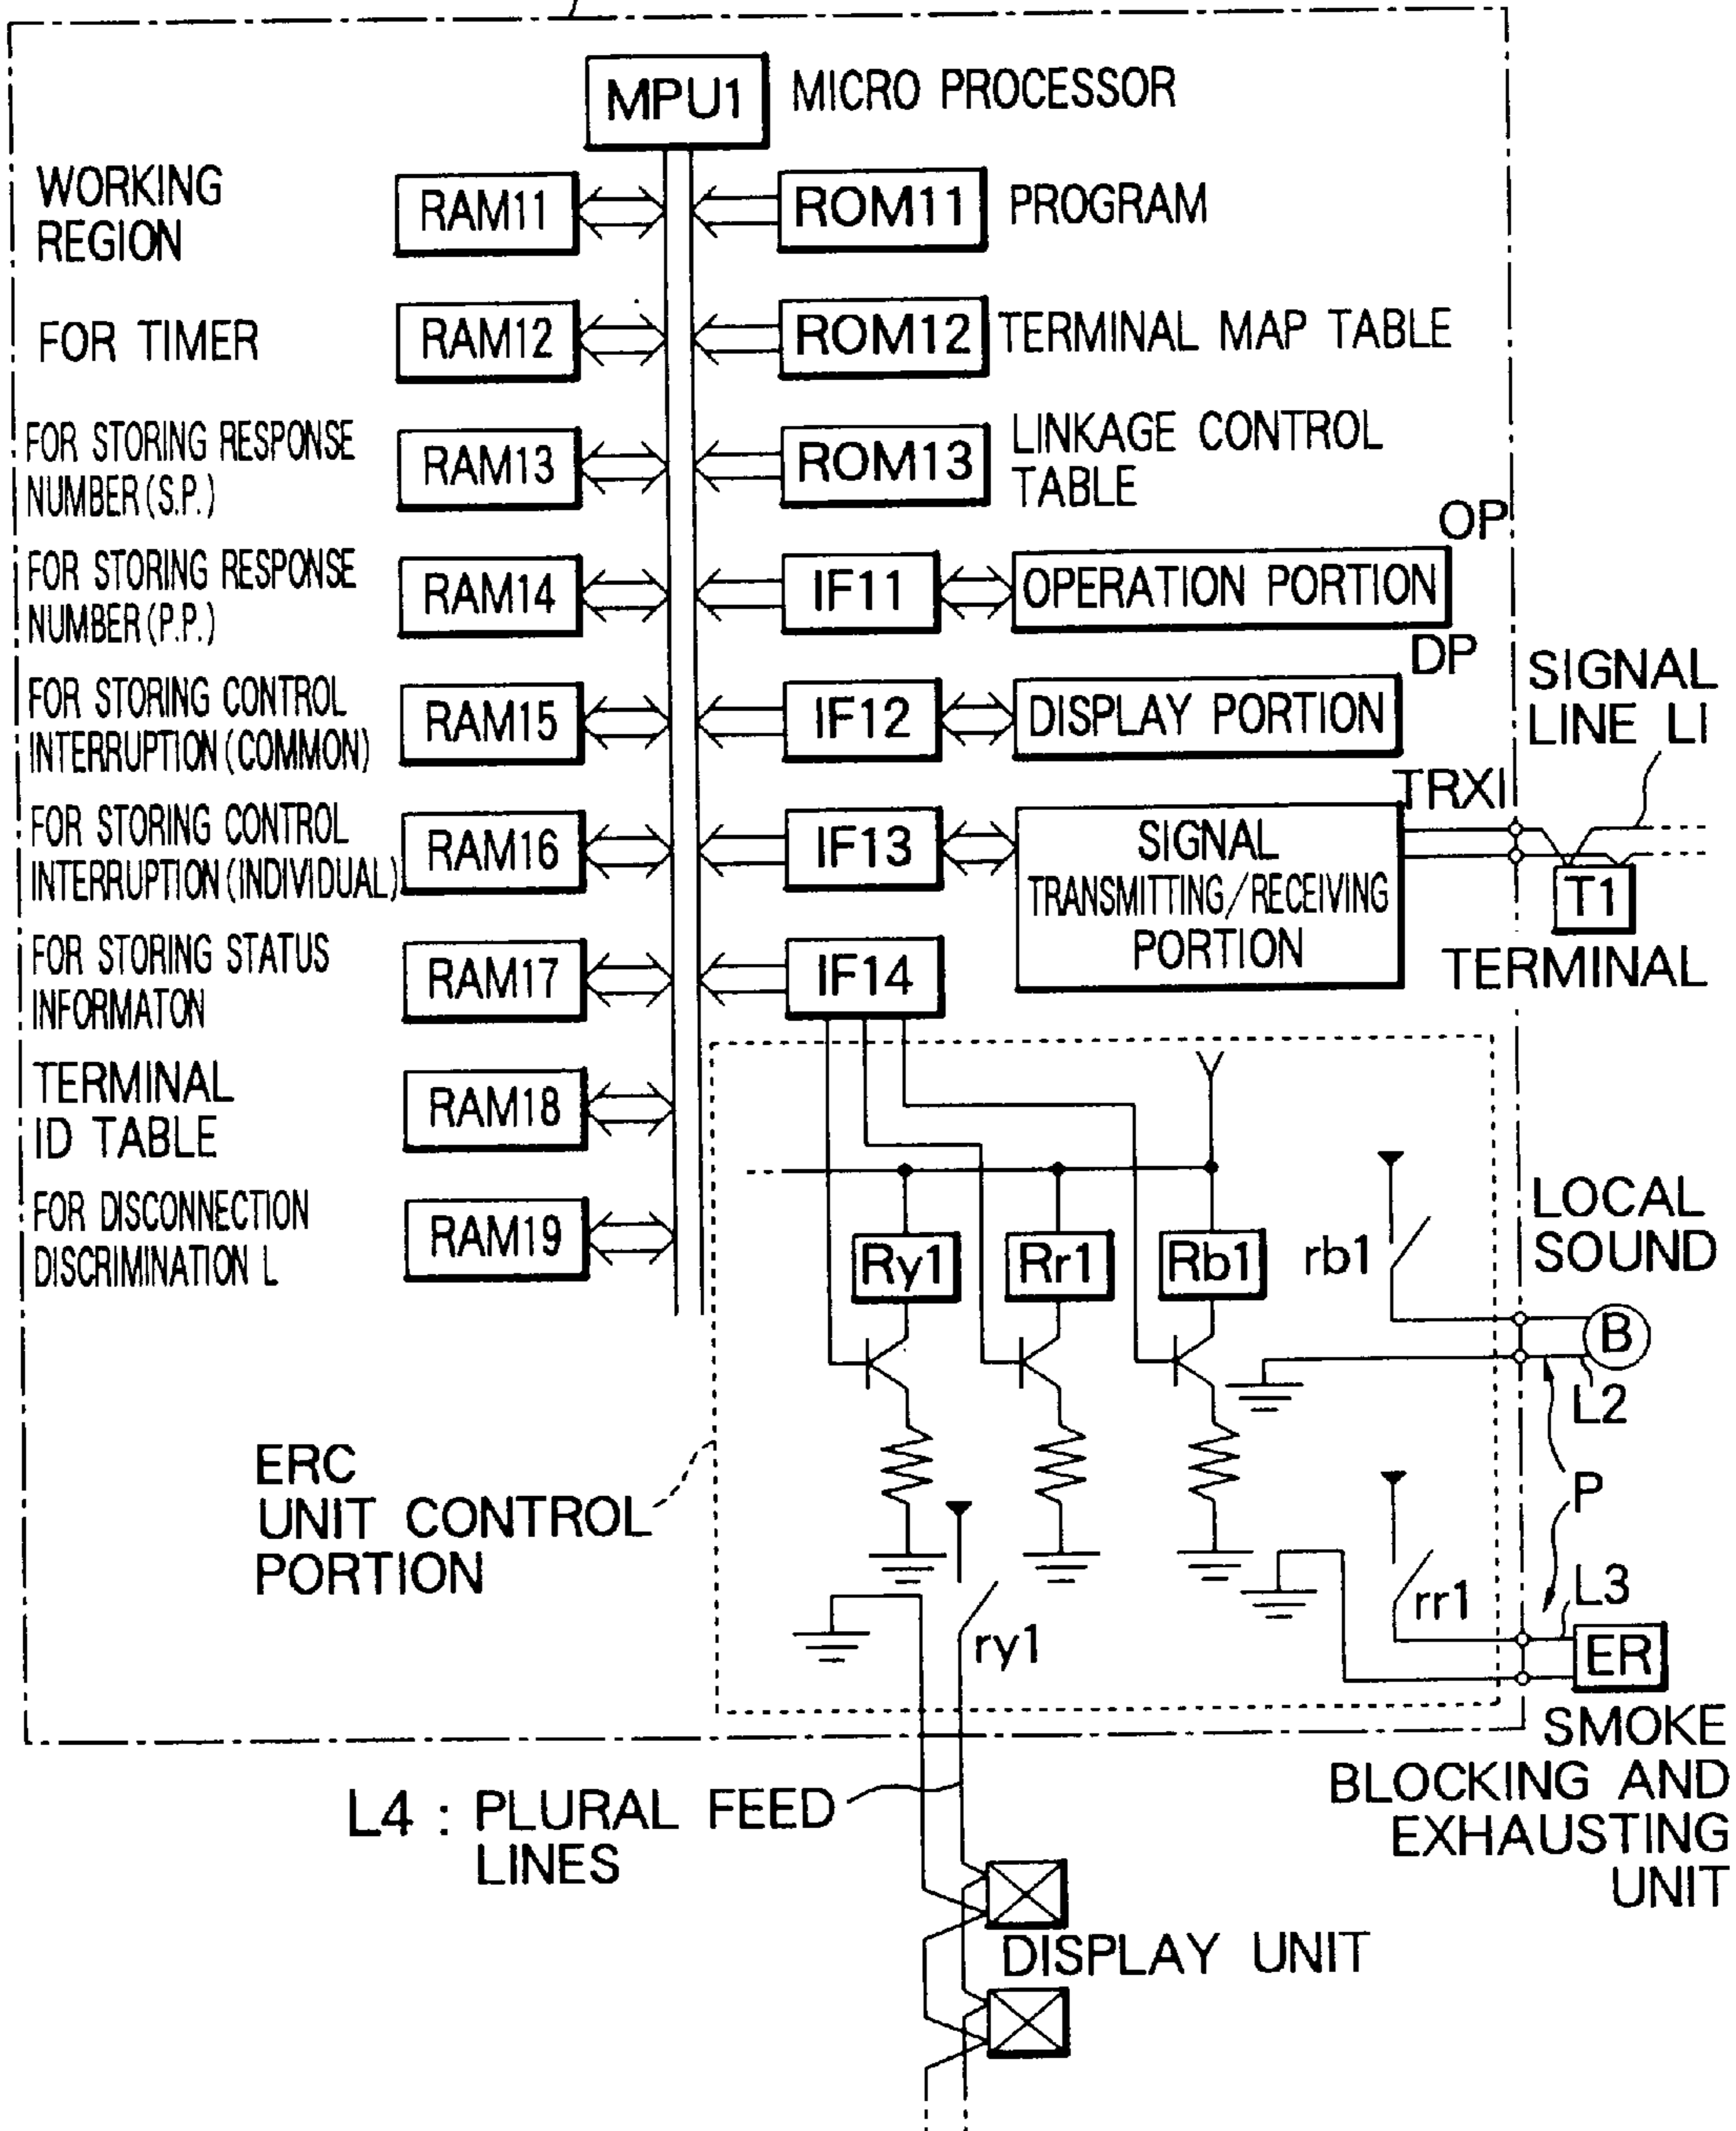 MPU1
MICRO PROCESSOR
WORKING
REGION
RAM11
ROM11
PROGRAM
FOR TIMER
RAM12
ROM12
TERMINAL MAP TABLE
FOR STORING RESPONSE
NUMBER (S.P.)
RAM13
ROM13
LINKAGE CONTROL
TABLE
OP
FOR STORING RESPONSE
NUMBER (P.P.)
RAM14
IF11
OPERATION PORTION
DP
FOR STORING CONTROL
INTERRUPTION (COMMON)
RAM15
IF12
DISPLAY PORTION
SIGNAL
LINE LI
TRXI
FOR STORING CONTROL
INTERRUPTION (INDIVIDUAL)
RAM16
IF13
SIGNAL
TRANSMITTING/RECEIVING
PORTION
T1
TERMINAL
FOR STORING STATUS
INFORMATON
RAM17
IF14
TERMINAL
ID TABLE
RAM18
FOR DISCONNECTION
DISCRIMINATION L
RAM19
Ry1
Rr1
Rb1
rb1
LOCAL
SOUND
B
L2
P
ERC
UNIT CONTROL
PORTION
ry1
rr1
L3
ER
SMOKE
BLOCKING AND
EXHAUSTING
UNIT
L4 : PLURAL FEED
LINES
DISPLAY UNIT